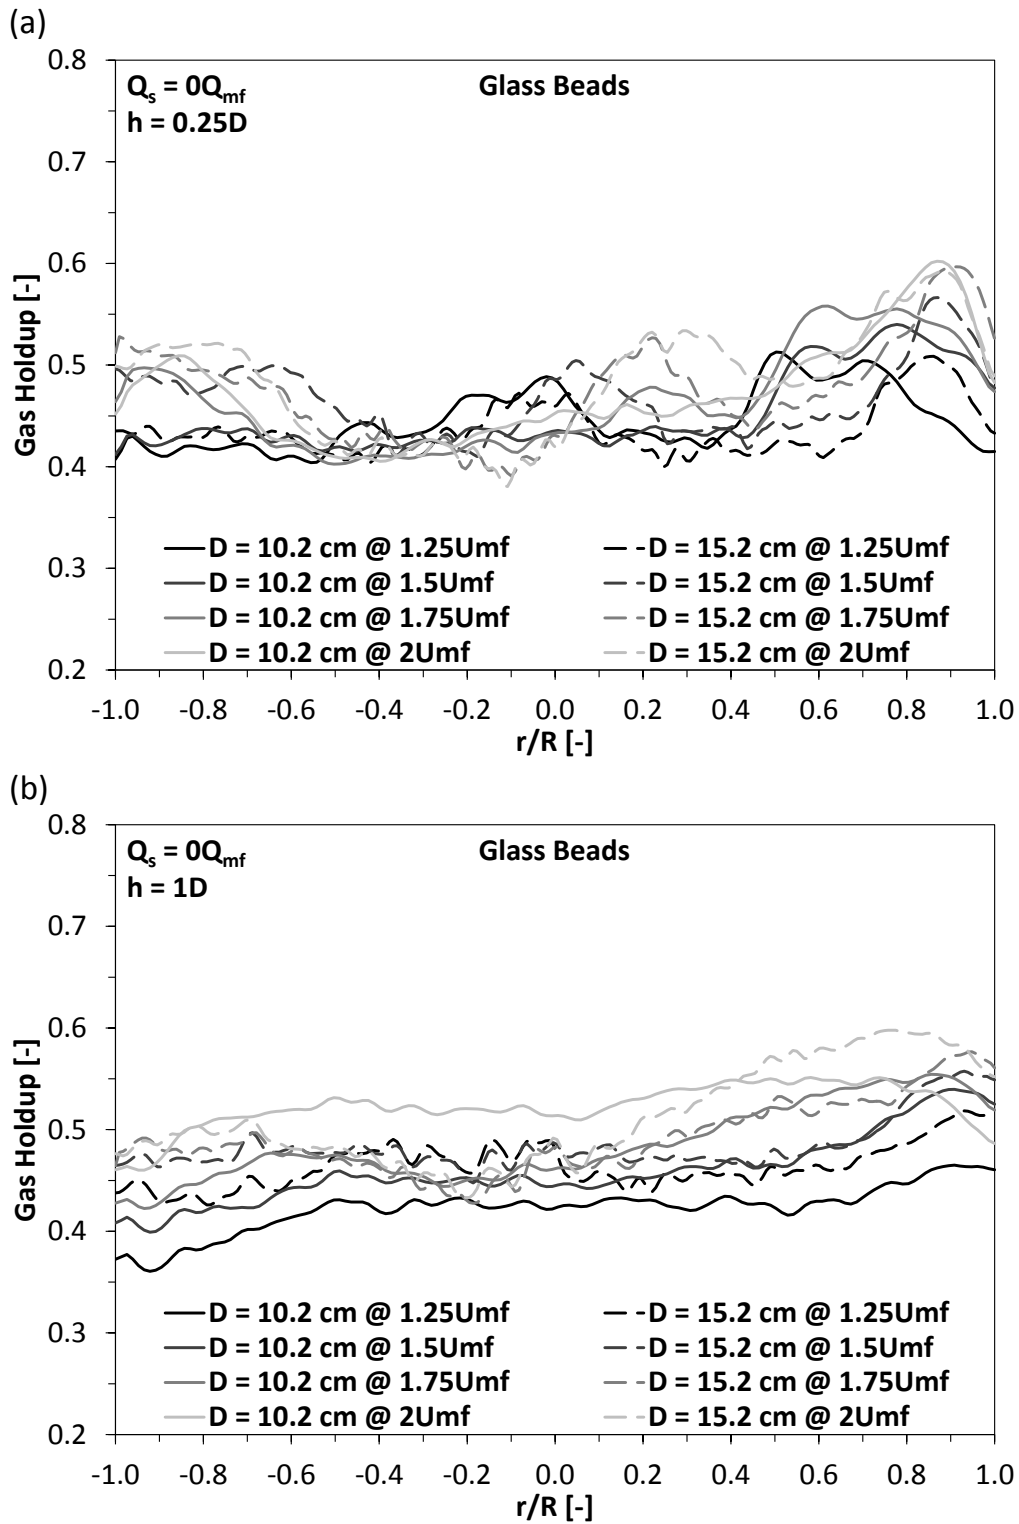 (a)
Q_s = 0Q_mf
h = 0.25D
Glass Beads
Gas Holdup [-]
0.8
0.7
0.6
0.5
0.4
0.3
0.2
D = 10.2 cm @ 1.25Umf
D = 15.2 cm @ 1.25Umf
D = 10.2 cm @ 1.5Umf
D = 15.2 cm @ 1.5Umf
D = 10.2 cm @ 1.75Umf
D = 15.2 cm @ 1.75Umf
D = 10.2 cm @ 2Umf
D = 15.2 cm @ 2Umf
-1.0 -0.8 -0.6 -0.4 -0.2 0.0 0.2 0.4 0.6 0.8 1.0
r/R [-]
(b)
Q_s = 0Q_mf
h = 1D
Glass Beads
Gas Holdup [-]
0.8
0.7
0.6
0.5
0.4
0.3
0.2
D = 10.2 cm @ 1.25Umf
D = 15.2 cm @ 1.25Umf
D = 10.2 cm @ 1.5Umf
D = 15.2 cm @ 1.5Umf
D = 10.2 cm @ 1.75Umf
D = 15.2 cm @ 1.75Umf
D = 10.2 cm @ 2Umf
D = 15.2 cm @ 2Umf
-1.0 -0.8 -0.6 -0.4 -0.2 0.0 0.2 0.4 0.6 0.8 1.0
r/R [-]